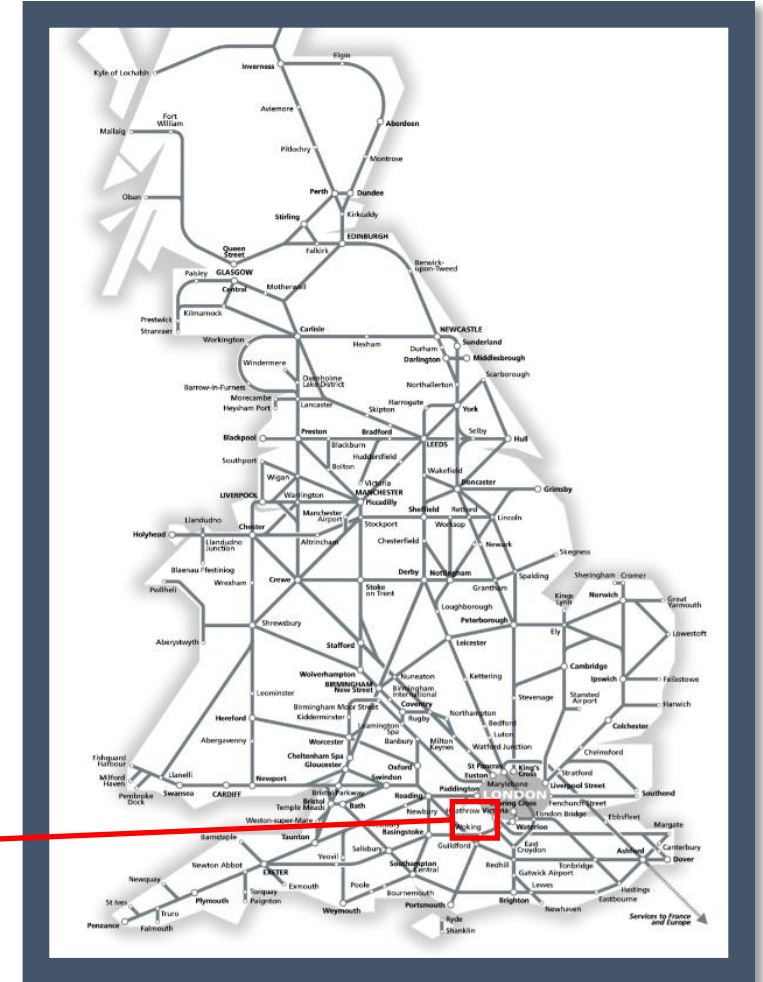 Elgin
Inverness
Kyle of Lochalsh
Aviemore
Fort
William
Mallaig
Aberdeen
Pitlochry
Montrose
Perth
Dundee
Oban
Stirling
Kirkcaldy
EDINBURGH
Queen
Street
Falkirk
Paisley
GLASGOW
Central
Motherwell
Berwick-
upon-Tweed
Kilmarnock
Prestwick
Stranraer
Carlisle
NEWCASTLE
Workington
Hexham
Sunderland
Durham
Darlington
Middlesbrough
Windermere
Scarborough
Oxenholme
Lake District
Northallerton
Barrow-in-Furness
Morecambe
Heysham Port
Lancaster
Harrogate
Skipton
York
Blackpool
Preston
Bradford
Selby
Blackburn
LEEDS
Hull
Huddersfield
Southport
Bolton
Wakefield
Wigan
Victoria
Doncaster
MANCHESTER
Piccadilly
Grimsby
LIVERPOOL
Warrington
Manchester
Airport
Sheffield
Retford
Lincoln
Llandudno
Chester
Stockport
Worksop
Holyhead
Llandudno
Junction
Altrincham
Chesterfield
Newark
Skegness
Blaenau Ffestiniog
Pwllheli
Wrexham
Crewe
Stoke
on Trent
Derby
Nottingham
Grantham
Spalding
Sheringham
Cromer
Kings
Lynn
Norwich
Great
Yarmouth
Loughborough
Peterborough
Aberystwyth
Shrewsbury
Ely
Lowestoft
Stafford
Leicester
Wolverhampton
Cambridge
BIRMINGHAM
New Street
Nuneaton
Birmingham
International
Kettering
Ipswich
Felixstowe
Leominster
Coventry
Stevenage
Stansted
Airport
Harwich
Birmingham Moor Street
Kidderminster
Rugby
Northampton
Hereford
Leamington
Spa
Bedford
Colchester
Abergavenny
Worcester
Banbury
Milton
Keynes
Luton
Watford Junction
Chelmsford
Fishguard
Harbour
Cheltenham Spa
Gloucester
Oxford
St Pancras
Euston
King's
Cross
Stratford
Milford
Haven
Llanelli
Newport
Swindon
Marylebone
Liverpool Street
Pembroke
Dock
Swansea
CARDIFF
Bristol Parkway
Reading
Paddington
LONDON
Southend
Bristol
Temple Meads
Bath
Newbury
Heathrow
Victoria
Charing Cross
Fenchurch Street
Weston-super-Mare
London Bridge
Ebbsfleet
Barnstaple
Taunton
Basingstoke
Woking
Waterloo
Margate
Salisbury
Guildford
East
Croydon
Canterbury
Newton Abbot
Yeovil
Southampton
Central
Redhill
Tonbridge
Ashford
Dover
EXETER
Gatwick Airport
Newquay
Exmouth
Poole
Lewes
Hastings
St Ives
Plymouth
Torquay
Paignton
Bournemouth
Eastbourne
Truro
Weymouth
Portsmouth
Brighton
Newhaven
Penzance
Falmouth
Ryde
Shanklin
Services to France
and Europe